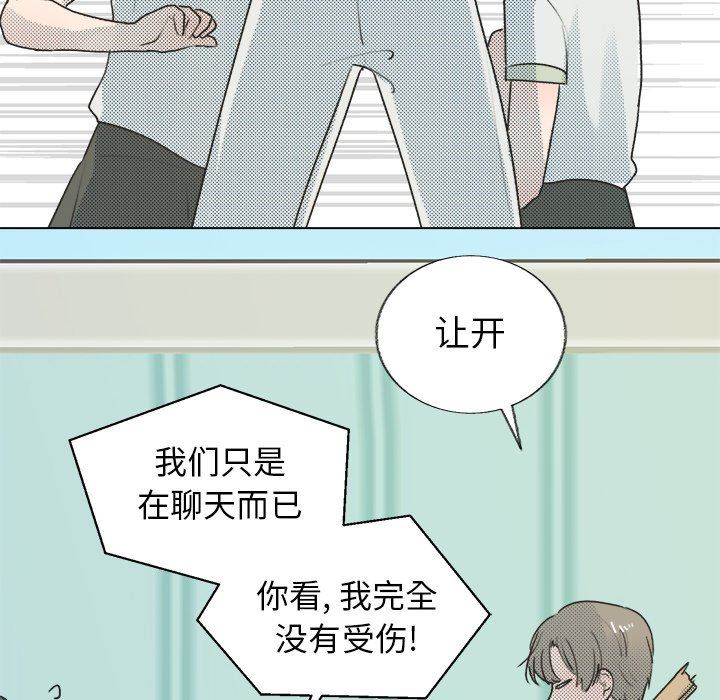 让开
我们只是
在聊天而已
你看, 我完全
没有受伤!